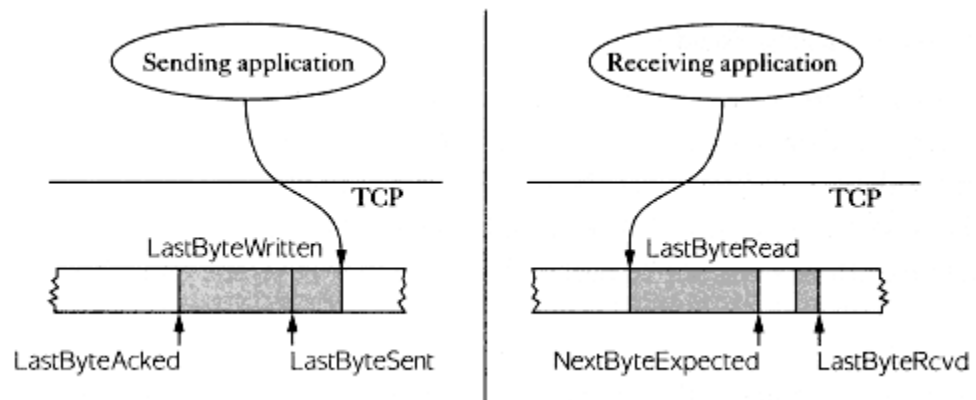 Sending application
TCP
LastByteWritten
LastByteAcked
LastByteSent
Receiving application
TCP
LastByteRead
NextByteExpected
LastByteRcvd